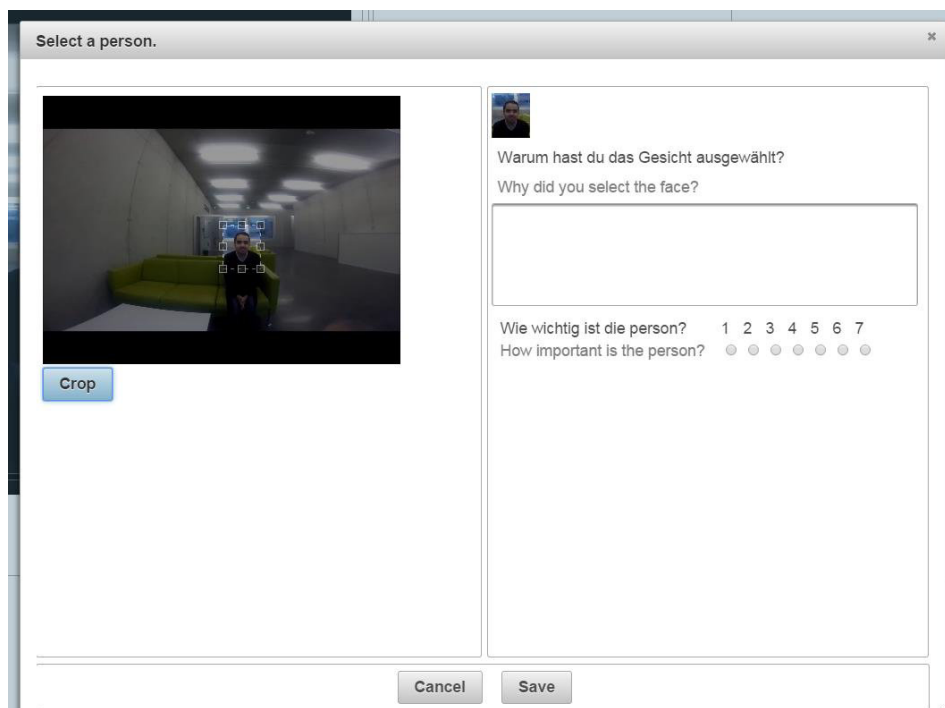 Select a person.
Warum hast du das Gesicht ausgewählt?
Why did you select the face?
Wie wichtig ist die person? 1 2 3 4 5 6 7
How important is the person?
Crop
Cancel Save